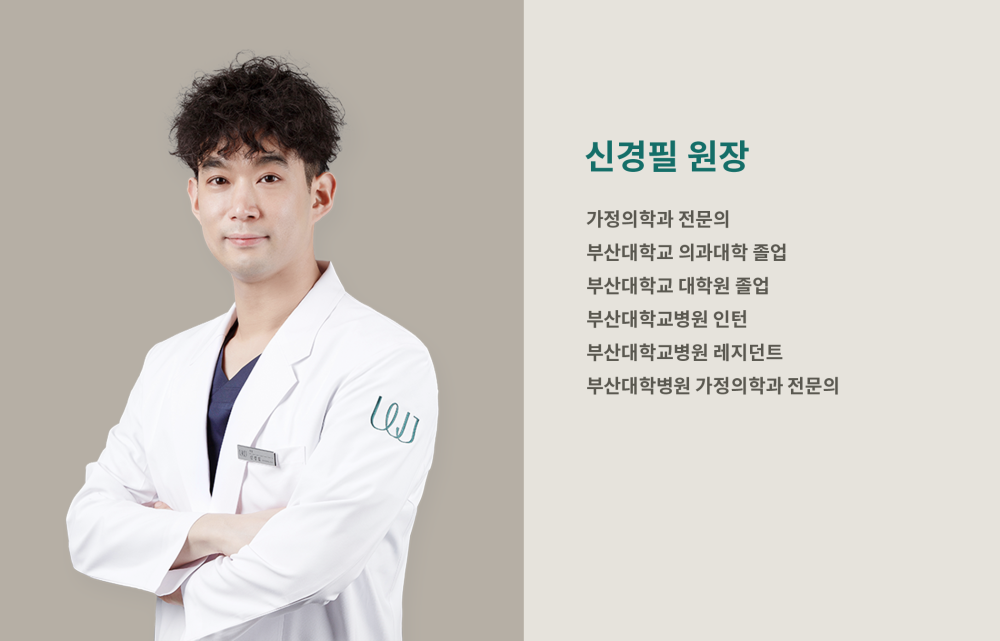 신경필 원장
가정의학과 전문의
부산대학교 의과대학 졸업
부산대학교 대학원 졸업
부산대학교병원 인턴
부산대학교병원 레지던트
부산대학병원 가정의학과 전문의